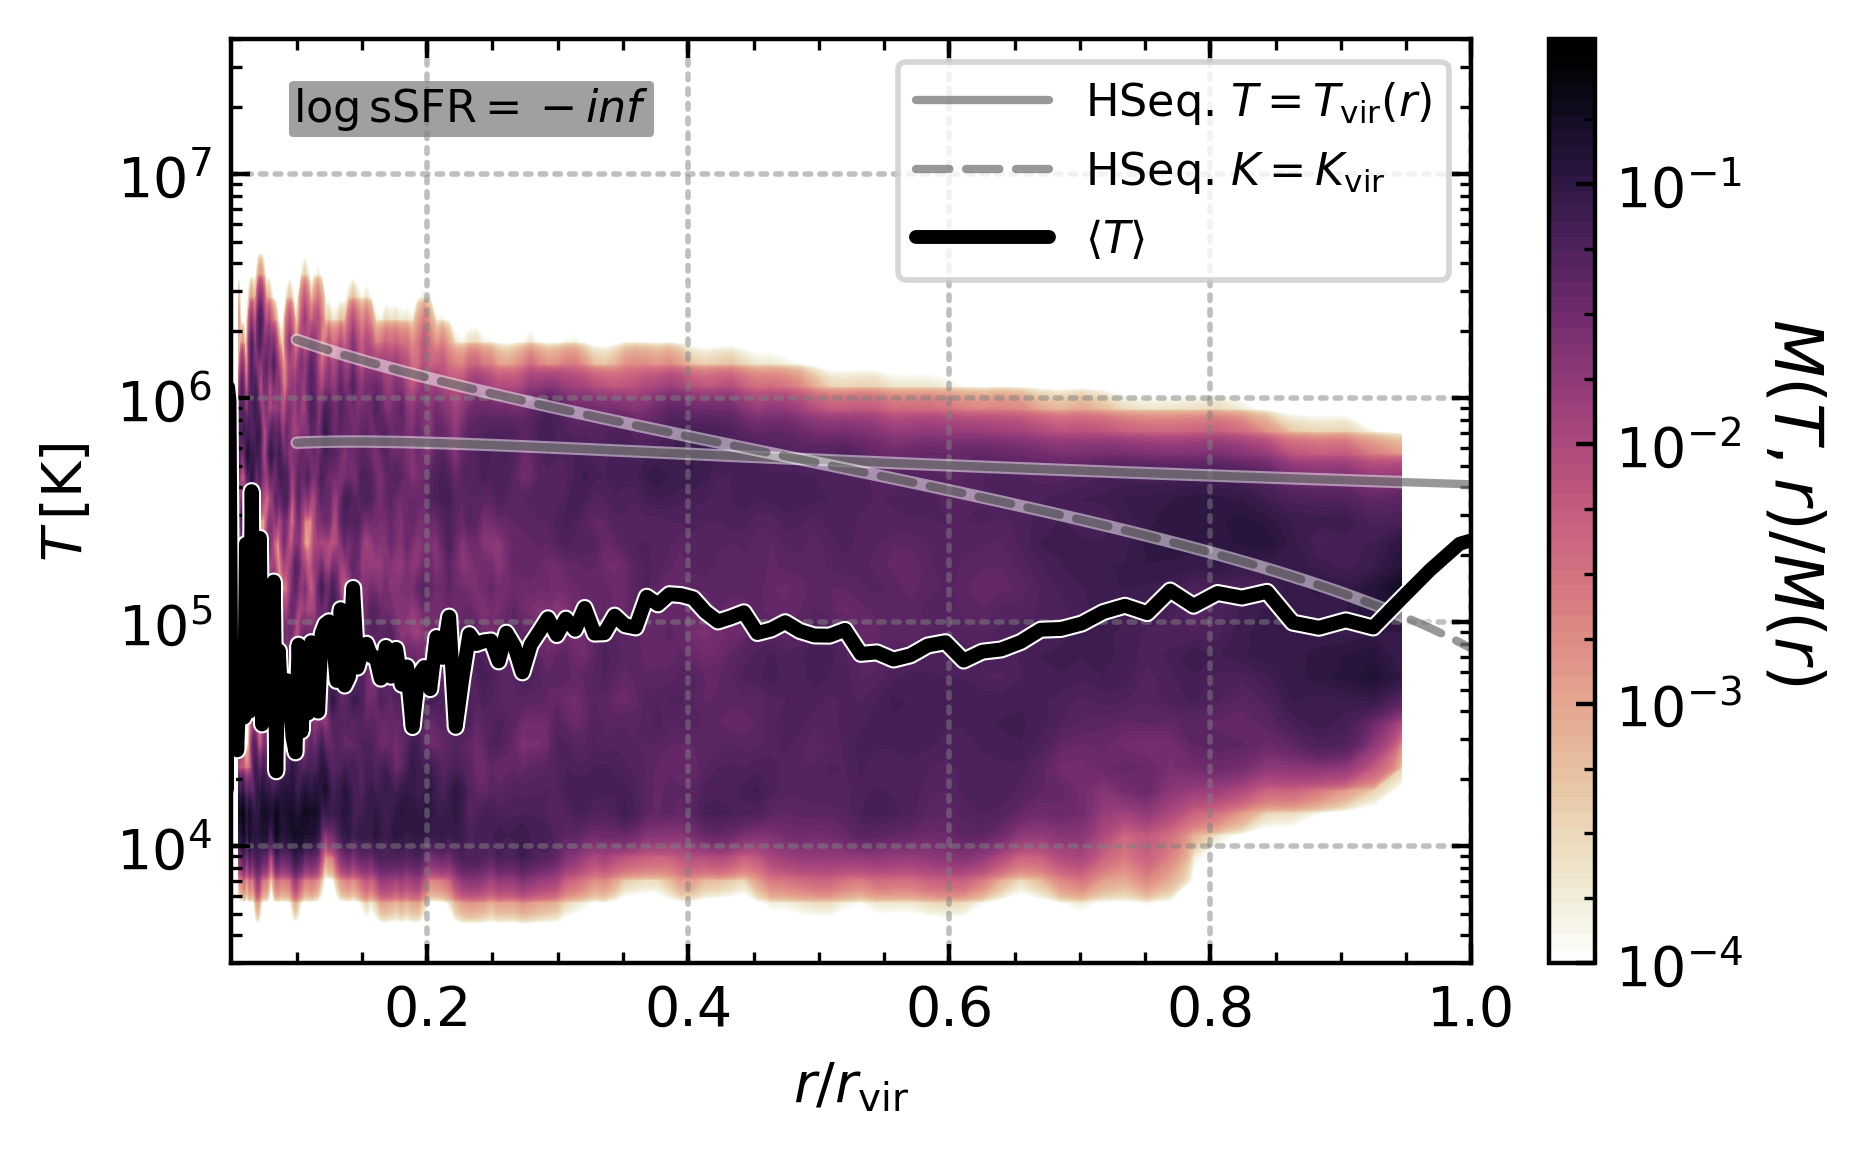 log sSFR = −inf
HSeq. T = T_vir(r)
HSeq. K = K_vir
⟨T⟩
T [K]
10^7
10^6
10^5
10^4
0.2 0.4 0.6 0.8 1.0
r/r_vir
10^−1
10^−2
10^−3
10^−4
M(T, r)/M(r)